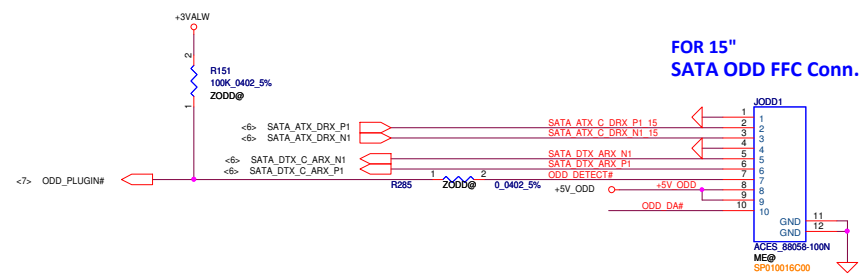 +3VALW
FOR 15"
SATA ODD FFC Conn.
2
R151
100K_0402_5%
ZODD@
1
JODD1
<6> SATA_ATX_DRX_P1
SATA_ATX_C_DRX_P1_15
<6> SATA_ATX_DRX_N1
SATA_ATX_C_DRX_N1_15
<6> SATA_DTX_C_ARX_N1
SATA_DTX_ARX_N1
<6> SATA_DTX_C_ARX_P1
SATA_DTX_ARX_P1
<7> ODD_PLUGIN#
R285
1
2
ZODD@
0_0402_5%
ODD_DETECT#
+5V_ODD
+5V_ODD
ODD_DA#
1 1
2 2
3 3
4 4
5 5
6 6
7 7
8 8
9 9
10 10
GND 11
GND 12
ACES_88058-100N
ME@
SP010016C00